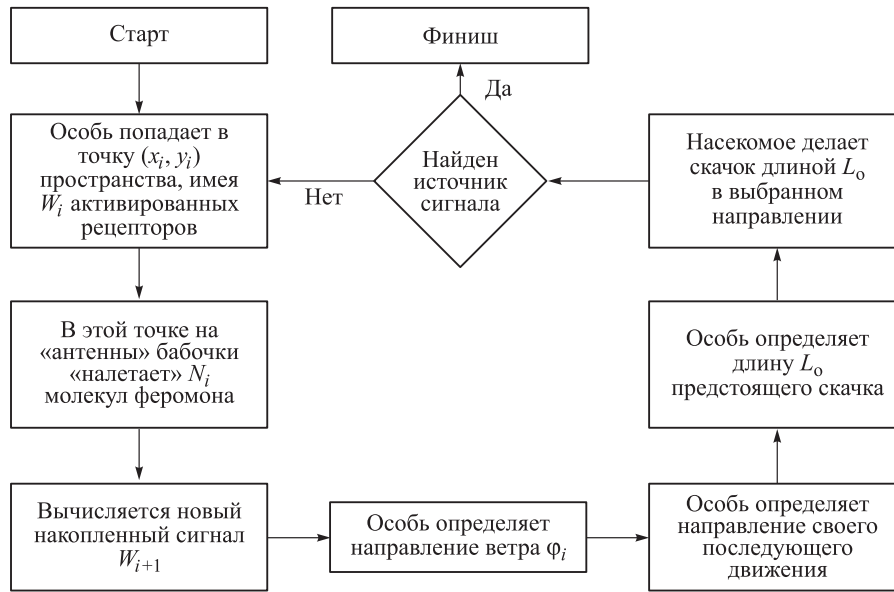 Старт
Особь попадает в
точку (xᵢ, yᵢ)
пространства, имея
Wᵢ активированных
рецепторов
В этой точке на
«антенны» бабочки
«налетает» Nᵢ
молекул феромона
Вычисляется новый
накопленный сигнал
Wᵢ₊₁
Особь определяет
направление ветра φᵢ
Особь определяет
направление своего
последующего
движения
Особь определяет
длину Lₒ
предстоящего скачка
Насекомое делает
скачок длиной Lₒ
в выбранном
направлении
Найден
источник
сигнала
Нет
Да
Финиш